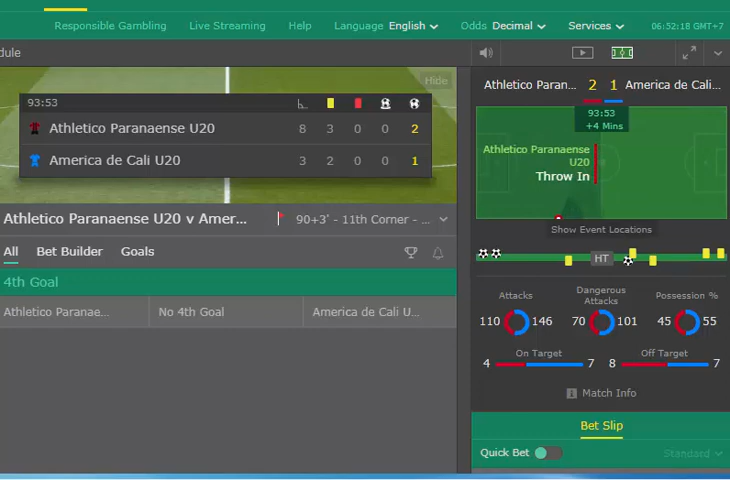 Responsible Gambling Live Streaming Help Language English Odds Decimal Services 06:52:18 GMT+7
dule
Hide
93:53
Athletico Paranaense U20 8 3 0 0 2
America de Cali U20 3 2 0 0 1
Athletico Paranaense U20 v Amer... 90+3' - 11th Corner - ...
All Bet Builder Goals
4th Goal
Athletico Paranae... No 4th Goal America de Cali U...
Athletico Paran... 2 1 America de Cali...
93:53
+4 Mins
Athletico Paranaense
U20
Throw In
Show Event Locations
HT
Attacks Dangerous Attacks Possession %
110 146 70 101 45 55
On Target Off Target
4 7 8 7
Match Info
Bet Slip
Quick Bet Standard